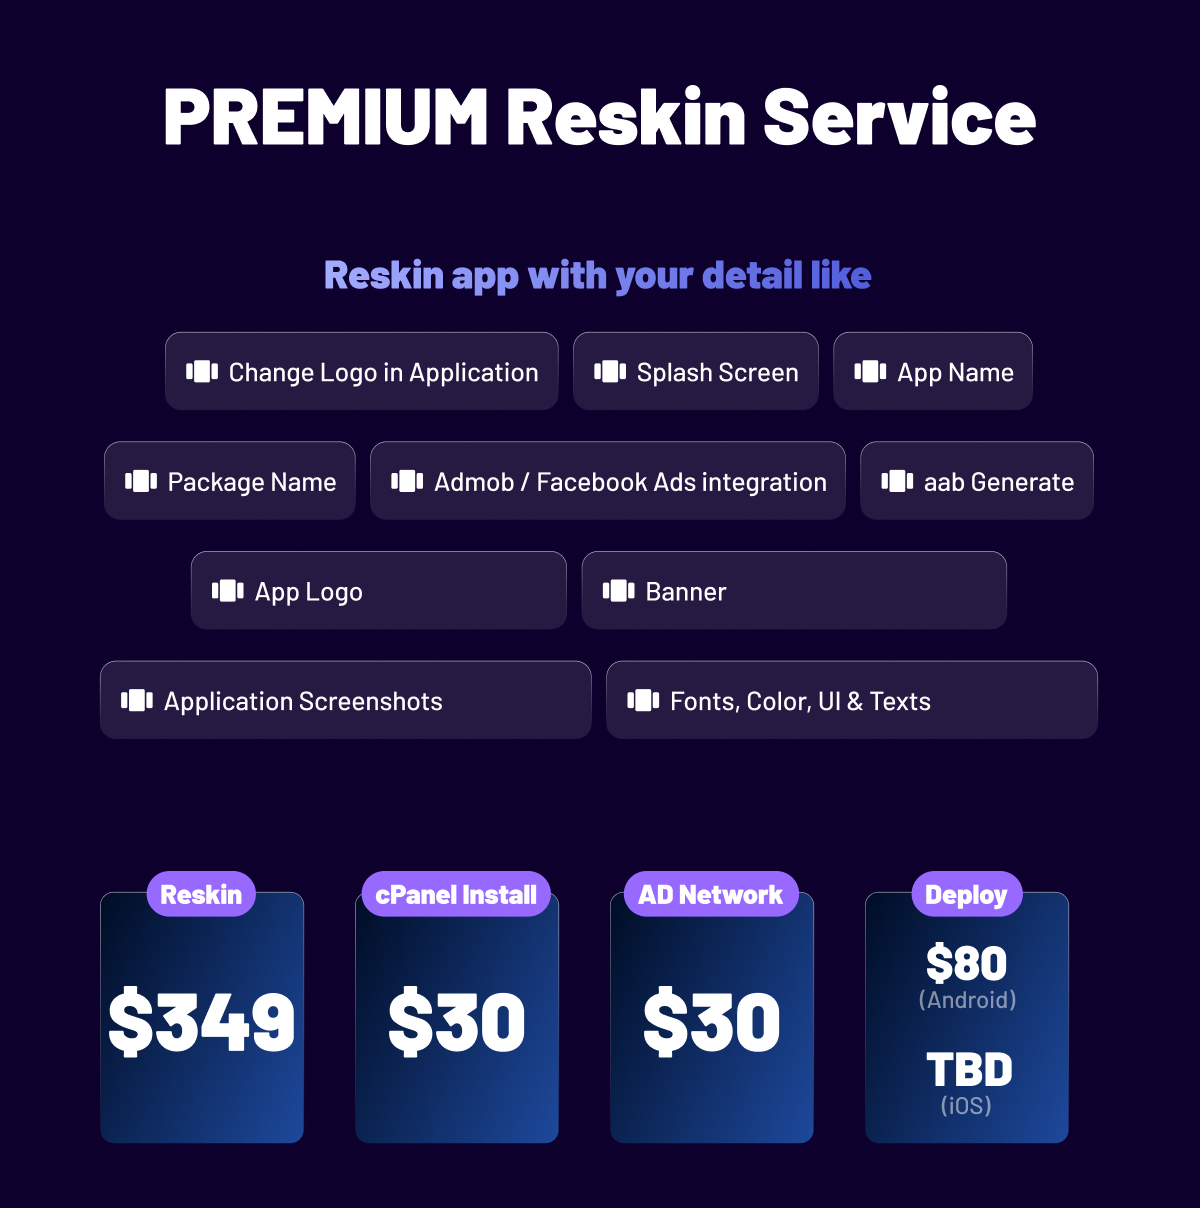 PREMIUM Reskin Service
Reskin app with your detail like
Change Logo in Application
Splash Screen
App Name
Package Name
Admob / Facebook Ads integration
aab Generate
App Logo
Banner
Application Screenshots
Fonts, Color, UI & Texts
Reskin
$349
cPanel Install
$30
AD Network
$30
Deploy
$80
(Android)
TBD
(iOS)